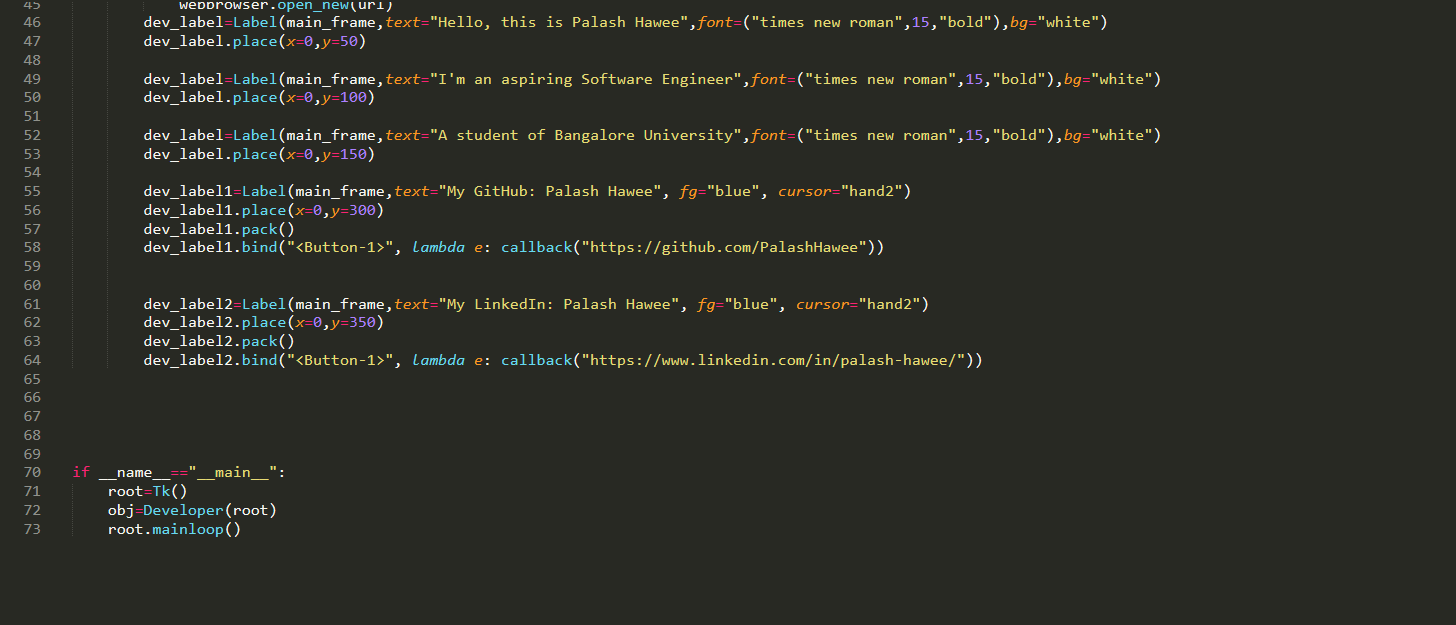 45 webbrowser.open_new(url)
46 dev_label=Label(main_frame,text="Hello, this is Palash Hawee",font=("times new roman",15,"bold"),bg="white")
47 dev_label.place(x=0,y=50)
48
49 dev_label=Label(main_frame,text="I'm an aspiring Software Engineer",font=("times new roman",15,"bold"),bg="white")
50 dev_label.place(x=0,y=100)
51
52 dev_label=Label(main_frame,text="A student of Bangalore University",font=("times new roman",15,"bold"),bg="white")
53 dev_label.place(x=0,y=150)
54
55 dev_label1=Label(main_frame,text="My GitHub: Palash Hawee", fg="blue", cursor="hand2")
56 dev_label1.place(x=0,y=300)
57 dev_label1.pack()
58 dev_label1.bind("<Button-1>", lambda e: callback("https://github.com/PalashHawee"))
59
60
61 dev_label2=Label(main_frame,text="My LinkedIn: Palash Hawee", fg="blue", cursor="hand2")
62 dev_label2.place(x=0,y=350)
63 dev_label2.pack()
64 dev_label2.bind("<Button-1>", lambda e: callback("https://www.linkedin.com/in/palash-hawee/"))
65
66
67
68
69
70 if __name__=="__main__":
71 root=Tk()
72 obj=Developer(root)
73 root.mainloop()